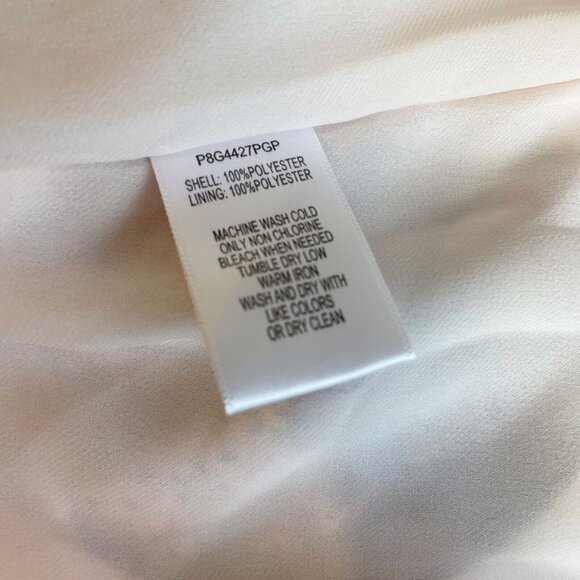 P8G4427PGP
SHELL: 100%POLYESTER
LINING: 100%POLYESTER
MACHINE WASH COLD
ONLY NON CHLORINE
BLEACH WHEN NEEDED
TUMBLE DRY LOW
WARM IRON
WASH AND DRY WITH
LIKE COLORS
OR DRY CLEAN